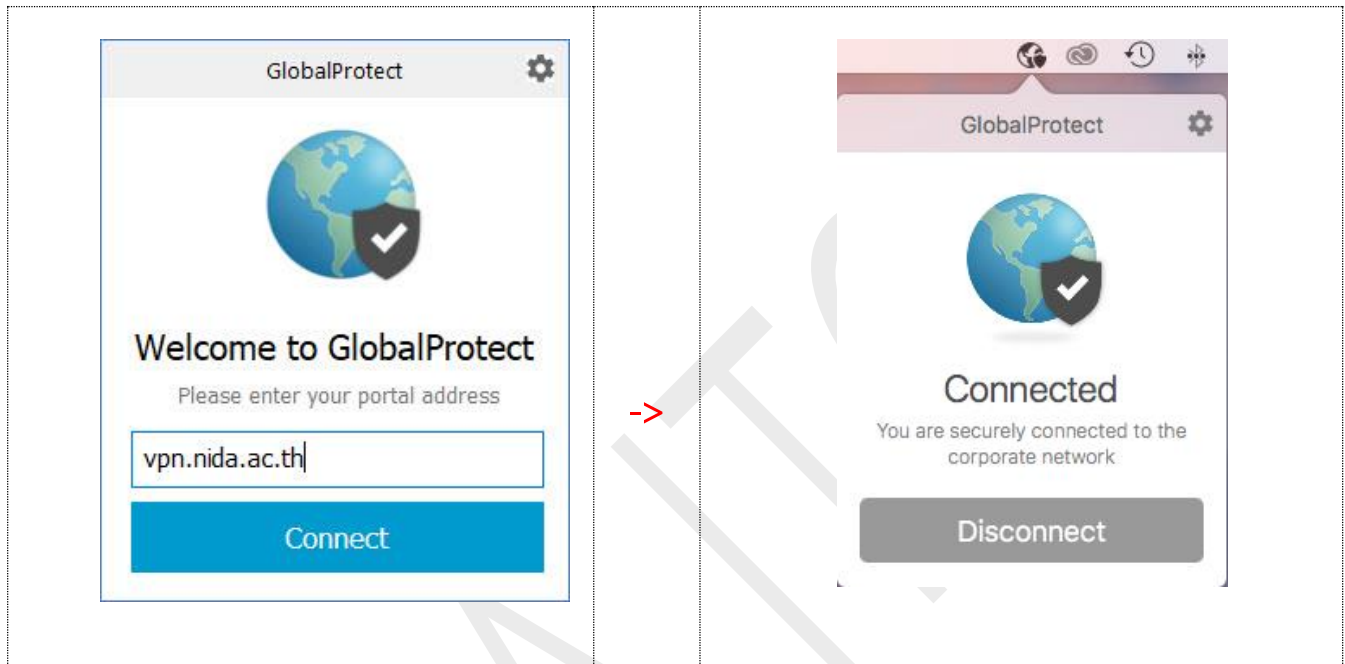 GlobalProtect
Welcome to GlobalProtect
Please enter your portal address
vpn.nida.ac.th
Connect
->
GlobalProtect
Connected
You are securely connected to the
corporate network
Disconnect